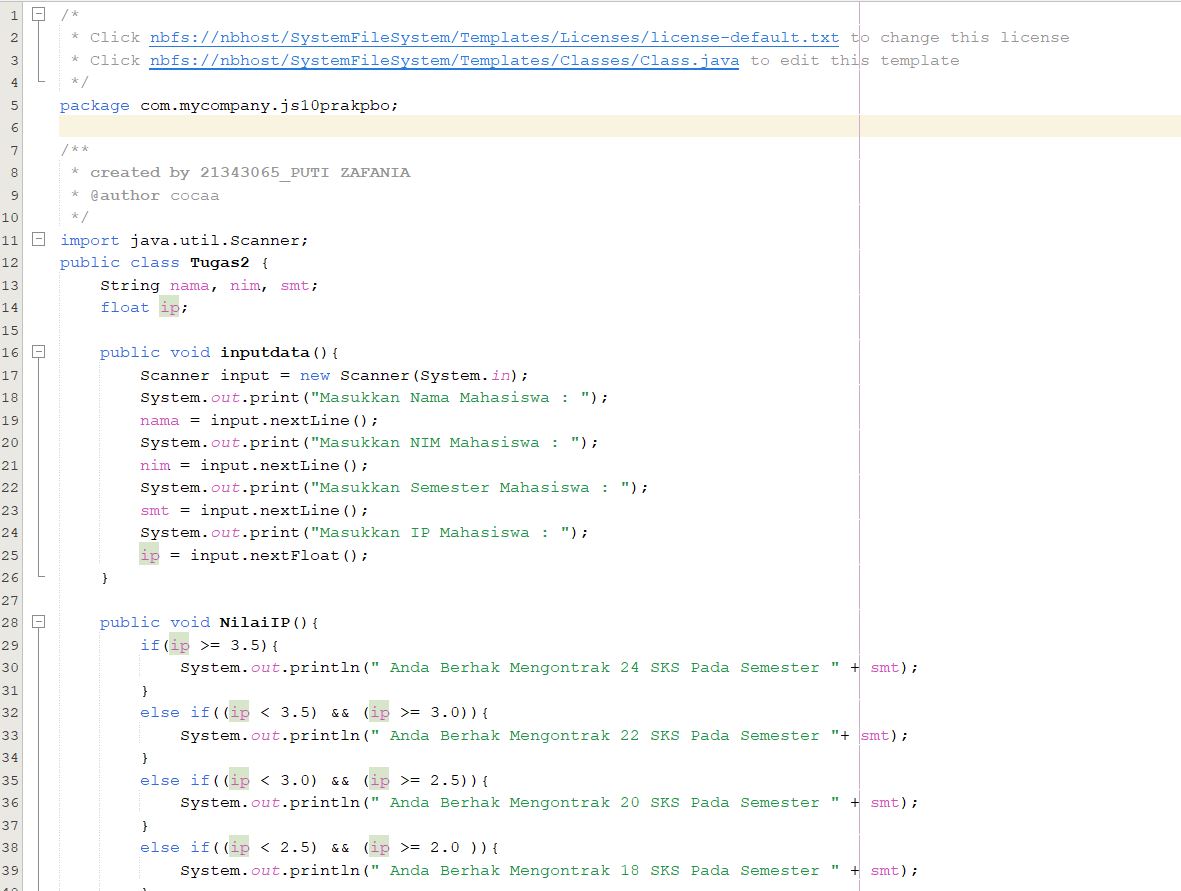 1 /*
2 * Click nbfs://nbhost/SystemFileSystem/Templates/Licenses/license-default.txt to change this license
3 * Click nbfs://nbhost/SystemFileSystem/Templates/Classes/Class.java to edit this template
4 */
5 package com.mycompany.js10prakpbo;
6
7 /**
8 * created by 21343065_PUTI ZAFANIA
9 * @author cocaa
10 */
11 import java.util.Scanner;
12 public class Tugas2 {
13 String nama, nim, smt;
14 float ip;
15
16 public void inputdata(){
17 Scanner input = new Scanner(System.in);
18 System.out.print("Masukkan Nama Mahasiswa : ");
19 nama = input.nextLine();
20 System.out.print("Masukkan NIM Mahasiswa : ");
21 nim = input.nextLine();
22 System.out.print("Masukkan Semester Mahasiswa : ");
23 smt = input.nextLine();
24 System.out.print("Masukkan IP Mahasiswa : ");
25 ip = input.nextFloat();
26 }
27
28 public void NilaiIP(){
29 if(ip >= 3.5){
30 System.out.println(" Anda Berhak Mengontrak 24 SKS Pada Semester " + smt);
31 }
32 else if((ip < 3.5) && (ip >= 3.0)){
33 System.out.println(" Anda Berhak Mengontrak 22 SKS Pada Semester "+ smt);
34 }
35 else if((ip < 3.0) && (ip >= 2.5)){
36 System.out.println(" Anda Berhak Mengontrak 20 SKS Pada Semester " + smt);
37 }
38 else if((ip < 2.5) && (ip >= 2.0 )){
39 System.out.println(" Anda Berhak Mengontrak 18 SKS Pada Semester " + smt);